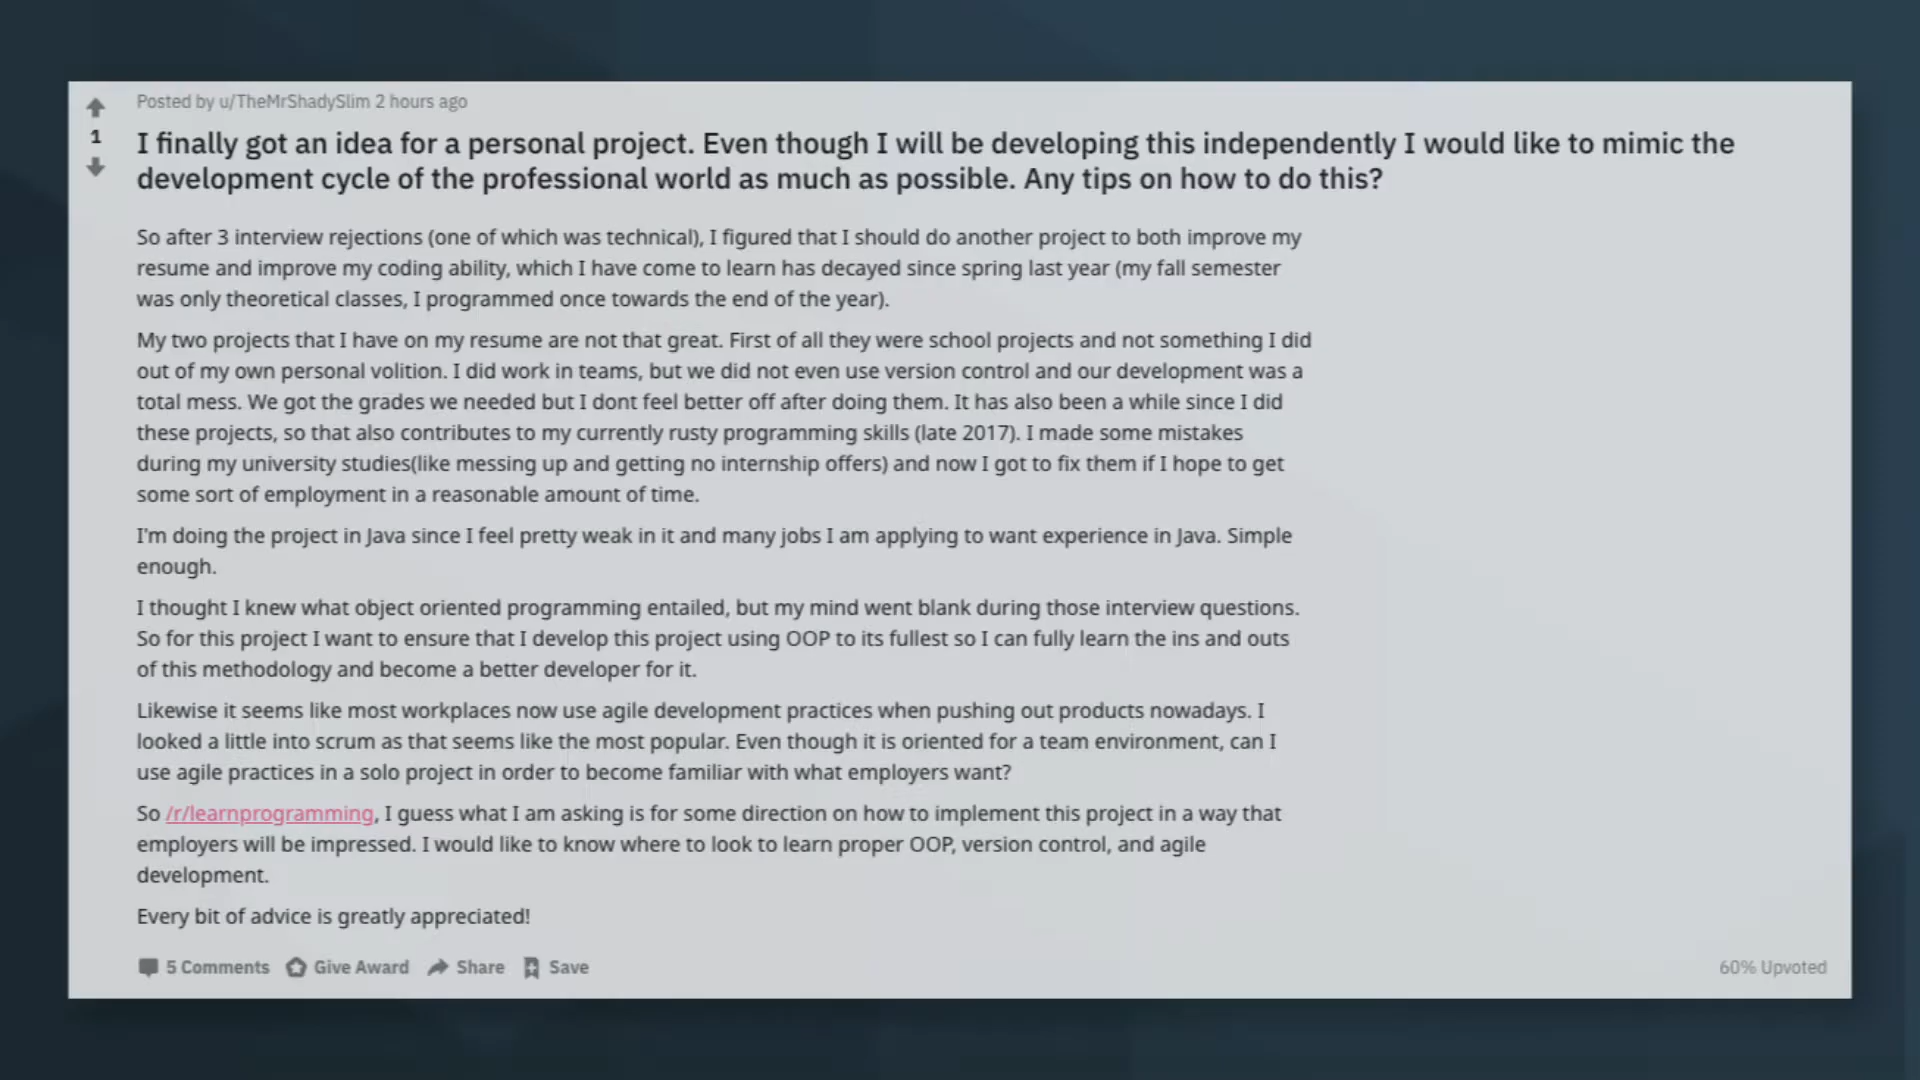 Posted by u/TheMrShadySlim 2 hours ago
1
I finally got an idea for a personal project. Even though I will be developing this independently I would like to mimic the
development cycle of the professional world as much as possible. Any tips on how to do this?
So after 3 interview rejections (one of which was technical), I figured that I should do another project to both improve my
resume and improve my coding ability, which I have come to learn has decayed since spring last year (my fall semester
was only theoretical classes, I programmed once towards the end of the year).
My two projects that I have on my resume are not that great. First of all they were school projects and not something I did
out of my own personal volition. I did work in teams, but we did not even use version control and our development was a
total mess. We got the grades we needed but I dont feel better off after doing them. It has also been a while since I did
these projects, so that also contributes to my currently rusty programming skills (late 2017). I made some mistakes
during my university studies(like messing up and getting no internship offers) and now I got to fix them if I hope to get
some sort of employment in a reasonable amount of time.
I'm doing the project in Java since I feel pretty weak in it and many jobs I am applying to want experience in Java. Simple
enough.
I thought I knew what object oriented programming entailed, but my mind went blank during those interview questions.
So for this project I want to ensure that I develop this project using OOP to its fullest so I can fully learn the ins and outs
of this methodology and become a better developer for it.
Likewise it seems like most workplaces now use agile development practices when pushing out products nowadays. I
looked a little into scrum as that seems like the most popular. Even though it is oriented for a team environment, can I
use agile practices in a solo project in order to become familiar with what employers want?
So /r/learnprogramming, I guess what I am asking is for some direction on how to implement this project in a way that
employers will be impressed. I would like to know where to look to learn proper OOP, version control, and agile
development.
Every bit of advice is greatly appreciated!
5 Comments Give Award Share Save
60% Upvoted